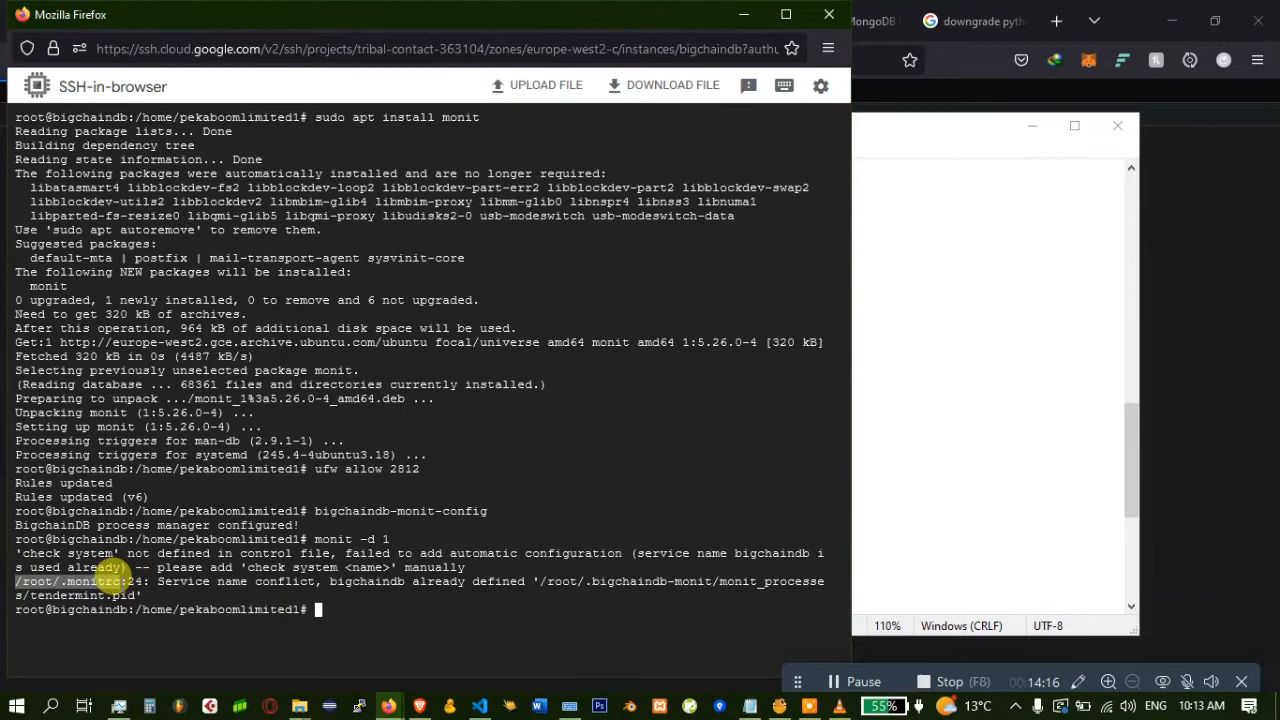 Mozilla Firefox
MongoDB
downgrade pyth
https://ssh.cloud.google.com/v2/ssh/projects/tribal-contact-363104/zones/europe-west2-c/instances/bigchaindb?authu
SSH-in-browser
UPLOAD FILE
DOWNLOAD FILE
root@bigchaindb:/home/pekaboomlimited1# sudo apt install monit
Reading package lists... Done
Building dependency tree
Reading state information... Done
The following packages were automatically installed and are no longer required:
libatasmart4 libblockdev-fs2 libblockdev-loop2 libblockdev-part-err2 libblockdev-part2 libblockdev-swap2
libblockdev-utils2 libblockdev2 libmbim-glib4 libmbim-proxy libmm-glib0 libnspr4 libnss3 libnuma1
libparted-fs-resize0 libqmi-glib5 libqmi-proxy libudisks2-0 usb-modeswitch usb-modeswitch-data
Use 'sudo apt autoremove' to remove them.
Suggested packages:
default-mta | postfix | mail-transport-agent sysvinit-core
The following NEW packages will be installed:
monit
0 upgraded, 1 newly installed, 0 to remove and 6 not upgraded.
Need to get 320 kB of archives.
After this operation, 964 kB of additional disk space will be used.
Get:1 http://europe-west2.gce.archive.ubuntu.com/ubuntu focal/universe amd64 monit amd64 1:5.26.0-4 [320 kB]
Fetched 320 kB in 0s (4487 kB/s)
Selecting previously unselected package monit.
(Reading database ... 68361 files and directories currently installed.)
Preparing to unpack .../monit_1%3a5.26.0-4_amd64.deb ...
Unpacking monit (1:5.26.0-4) ...
Setting up monit (1:5.26.0-4) ...
Processing triggers for man-db (2.9.1-1) ...
Processing triggers for systemd (245.4-4ubuntu3.18) ...
root@bigchaindb:/home/pekaboomlimited1# ufw allow 2812
Rules updated
Rules updated (v6)
root@bigchaindb:/home/pekaboomlimited1# bigchaindb-monit-config
BigchainDB process manager configured!
root@bigchaindb:/home/pekaboomlimited1# monit -d 1
'check system' not defined in control file, failed to add automatic configuration (service name bigchaindb i
s used already) -- please add 'check system <name>' manually
/root/.monitrc:24: Service name conflict, bigchaindb already defined '/root/.bigchaindb-monit/monit_processe
s/tendermint.pid'
root@bigchaindb:/home/pekaboomlimited1#
110%
Windows (CRLF)
UTF-8
Pause
Stop (F8)
00:14:16
55%
13°C
ENG
10:13 AM